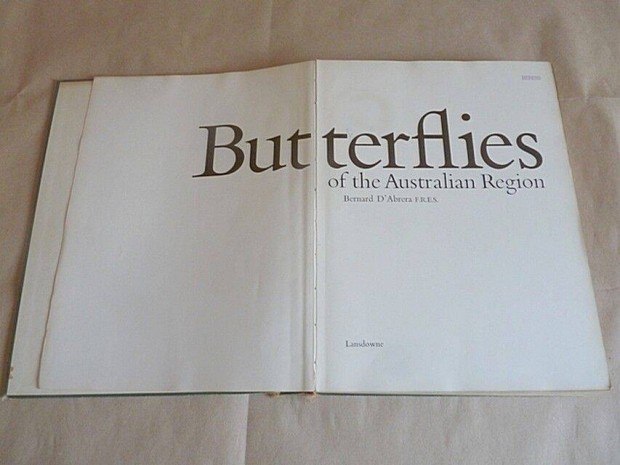 Butterflies
of the Australian Region
Bernard D'Abrera F.R.E.S.
Lansdowne